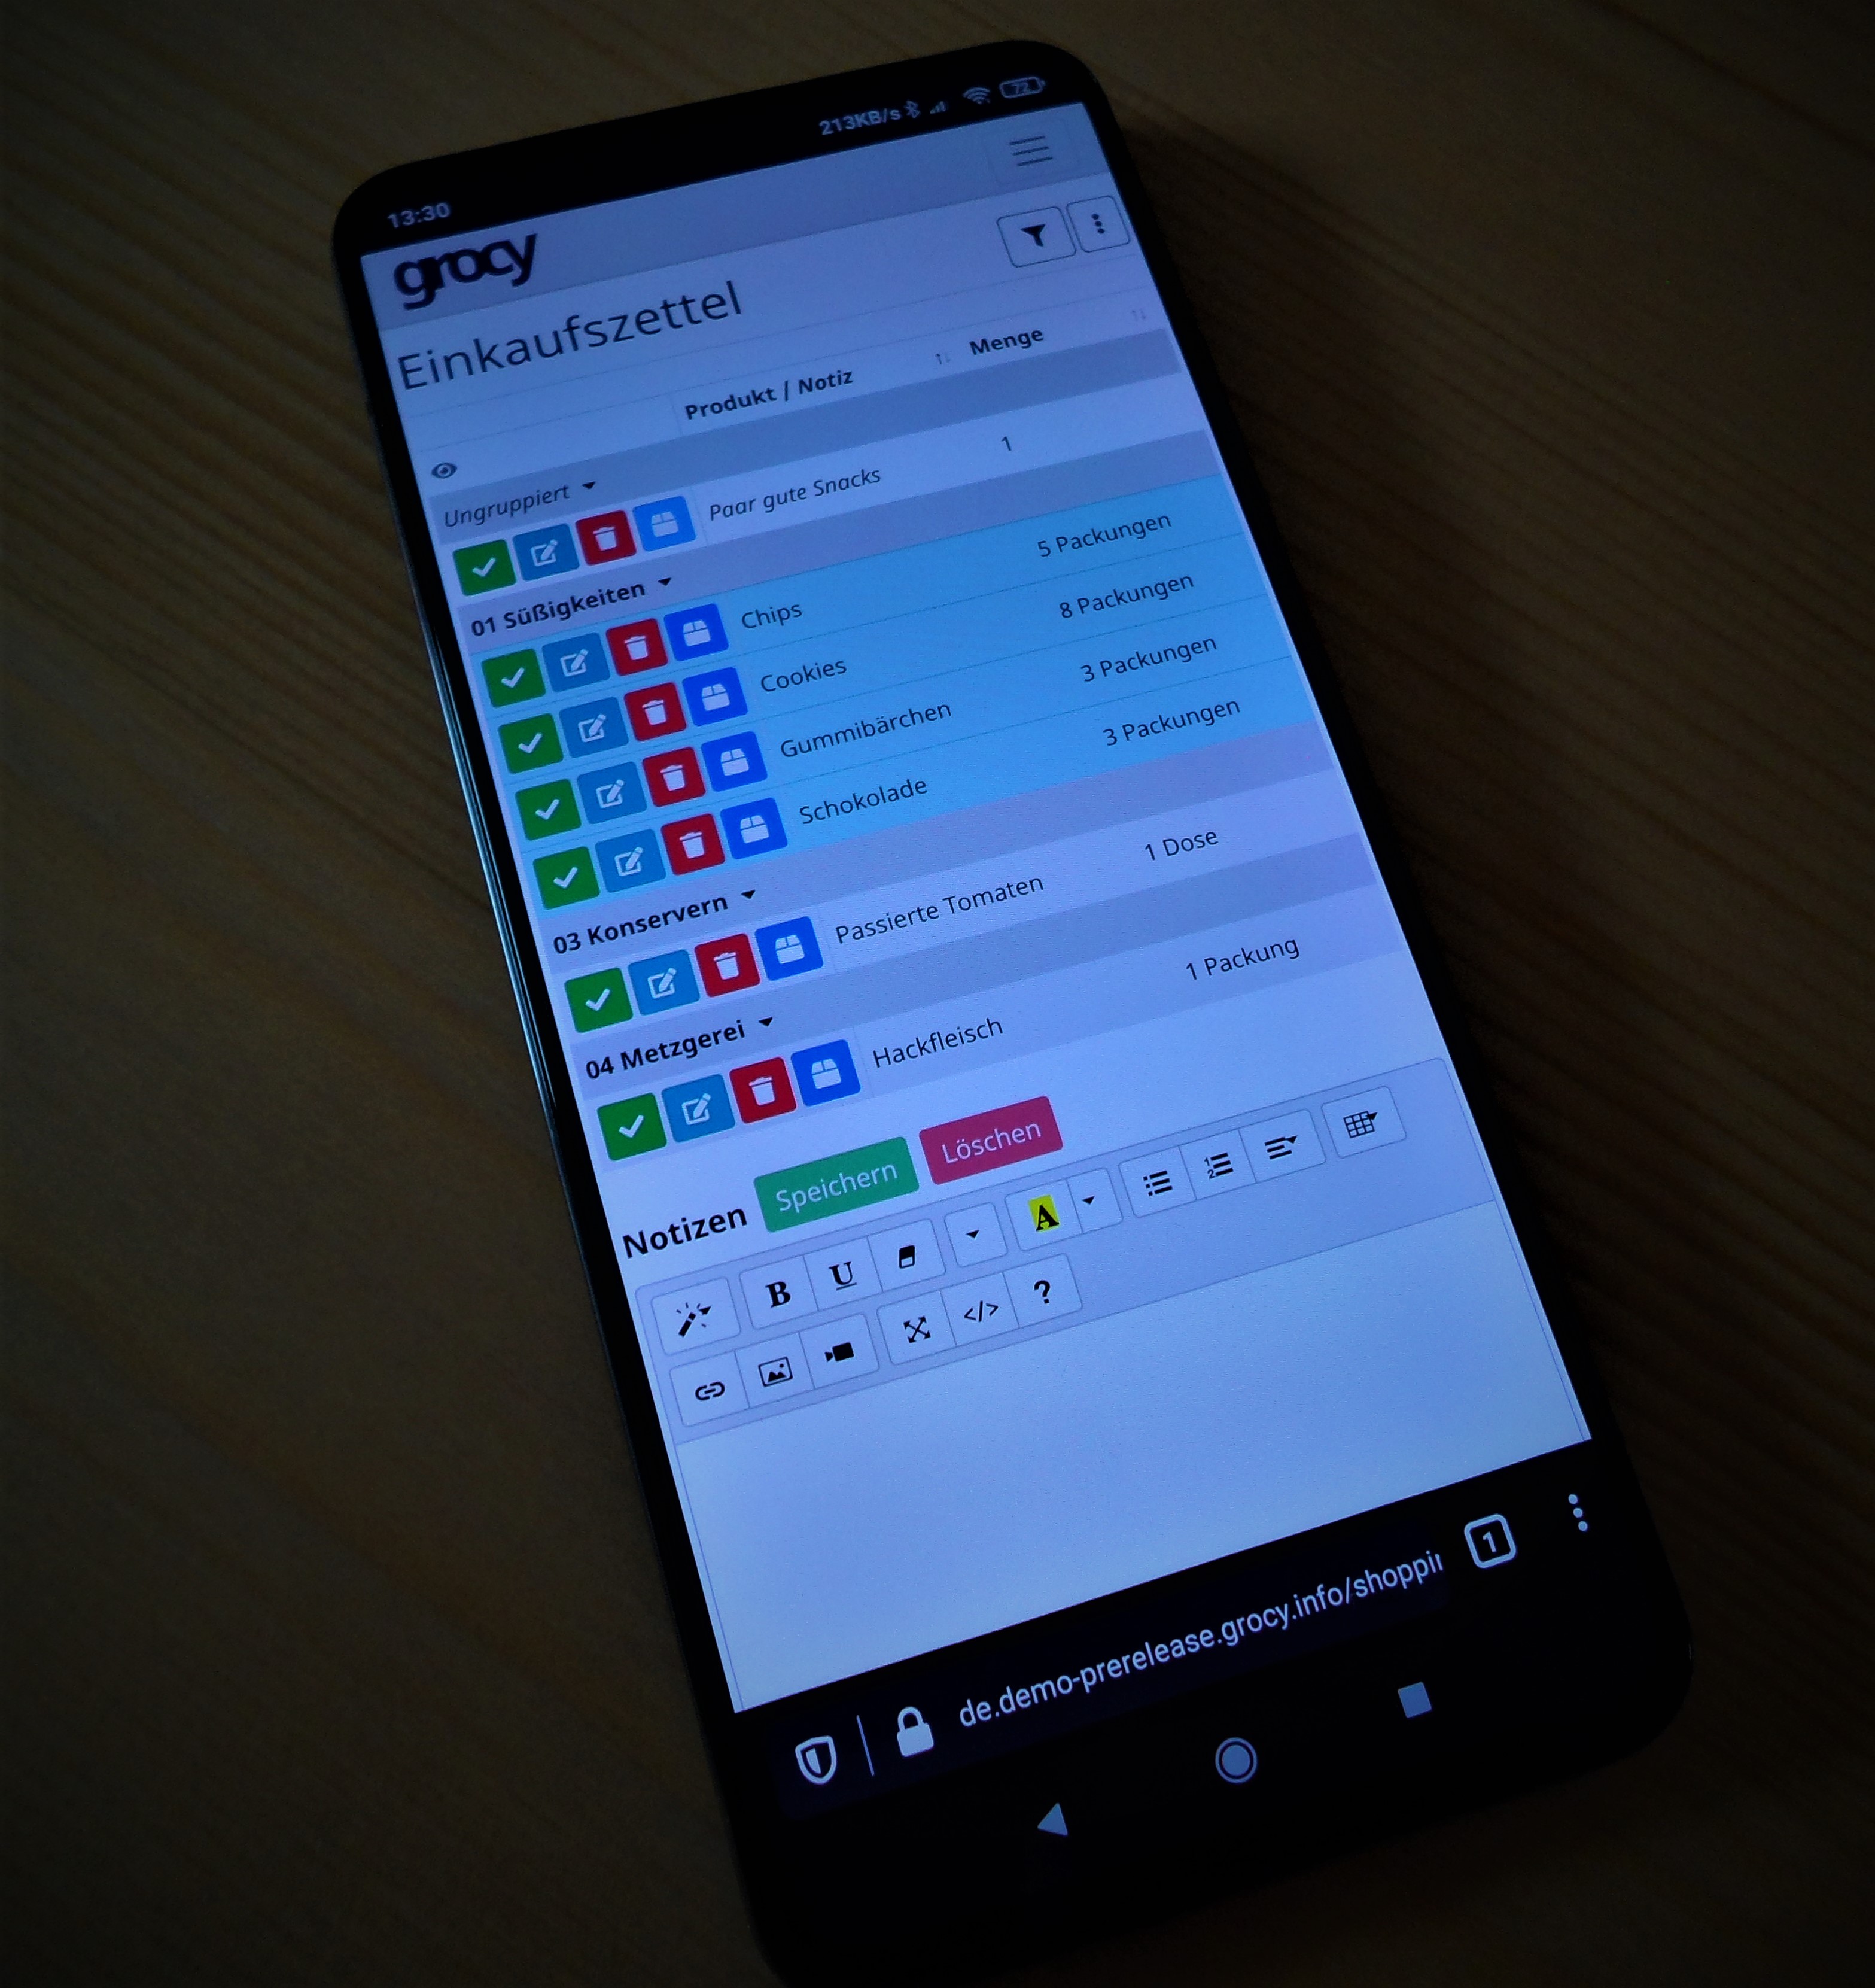 13:30 213KB/s 72
grocy
Einkaufszettel
Produkt / Notiz Menge
Ungruppiert
Paar gute Snacks 1
01 Süßigkeiten
Chips 5 Packungen
Cookies 8 Packungen
Gummibärchen 3 Packungen
Schokolade 3 Packungen
03 Konservern
Passierte Tomaten 1 Dose
04 Metzgerei
Hackfleisch 1 Packung
Notizen Speichern Löschen
B U A
</> ?
de.demo-prerelease.grocy.info/shoppin 1